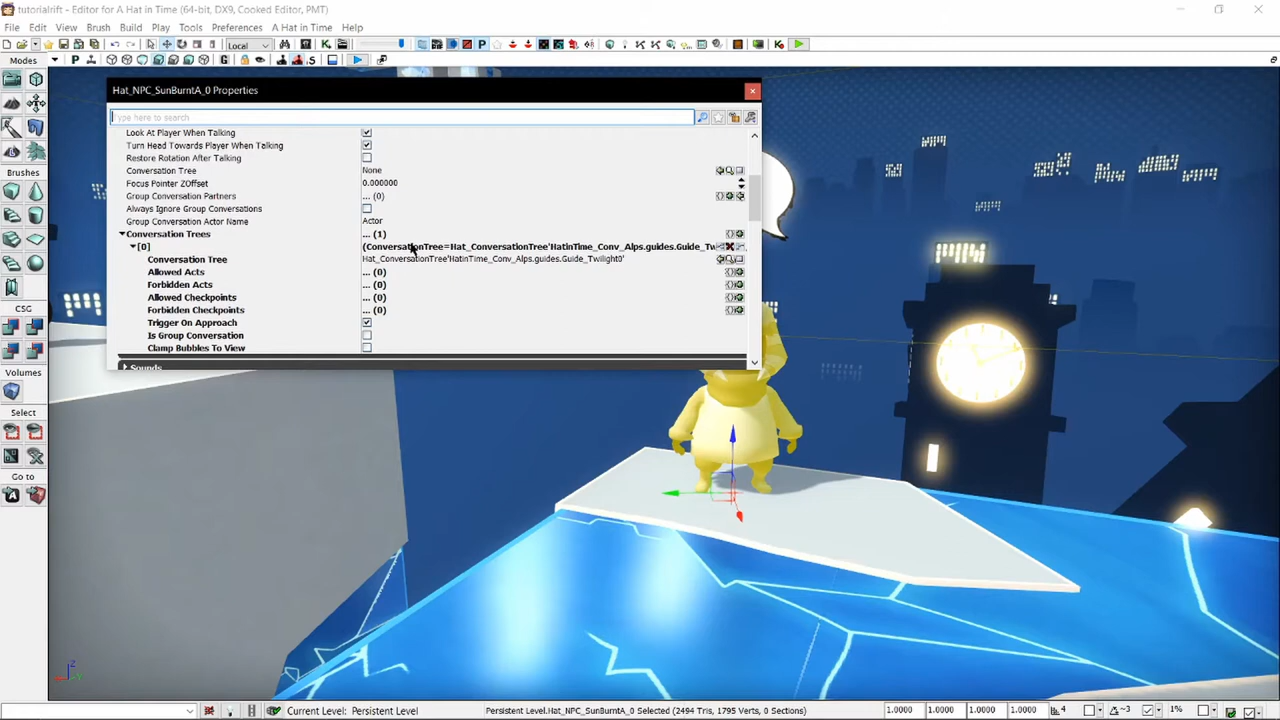 tutorialrift - Editor for A Hat in Time (64-bit, DX9, Cooked Editor, PMT)
File Edit View Brush Build Play Tools Preferences A Hat in Time Help
Local
Modes
Hat_NPC_SunBurntA_0 Properties
Type here to search
Look At Player When Talking
Turn Head Towards Player When Talking
Restore Rotation After Talking
Conversation Tree None
Focus Pointer ZOffset 0.000000
Group Conversation Partners ... (0)
Always Ignore Group Conversations
Group Conversation Actor Name Actor
Conversation Trees ... (1)
[0] (ConversationTree=Hat_ConversationTree'HatinTime_Conv_Alps.guides.Guide_Tw
Conversation Tree Hat_ConversationTree'HatinTime_Conv_Alps.guides.Guide_Twilight0'
Allowed Acts ... (0)
Forbidden Acts ... (0)
Allowed Checkpoints ... (0)
Forbidden Checkpoints ... (0)
Trigger On Approach
Is Group Conversation
Clamp Bubbles To View
Sounds
Brushes
CSG
Volumes
Select
Go to
Z
Current Level: Persistent Level
Persistent Level.Hat_NPC_SunBurntA_0 Selected (2494 Tris, 1795 Verts, 0 Sections)
1.0000 1.0000 1.0000 1.0000 4 3 1%